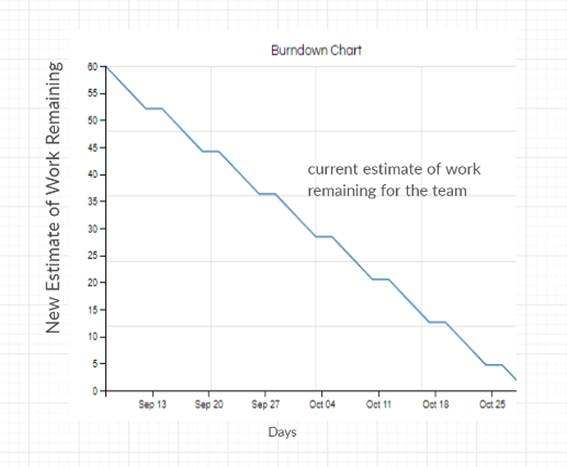 Burndown Chart
New Estimate of Work Remaining
60
55
50
45
40
35
30
25
20
15
10
5
0
current estimate of work
remaining for the team
Sep 13 Sep 20 Sep 27 Oct 04 Oct 11 Oct 18 Oct 25
Days